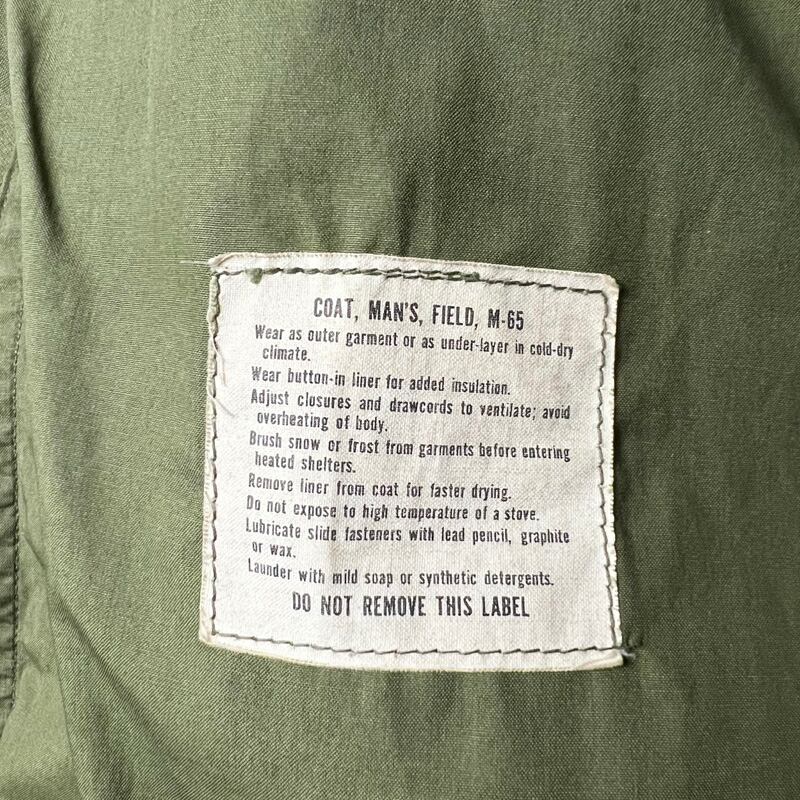 COAT, MAN'S, FIELD, M-65
Wear as outer garment or as under-layer in cold-dry
climate.
Wear button-in liner for added insulation.
Adjust closures and drawcords to ventilate; avoid
overheating of body.
Brush snow or frost from garments before entering
heated shelters.
Remove liner from coat for faster drying.
Do not expose to high temperature of a stove.
Lubricate slide fasteners with lead pencil, graphite
or wax.
Launder with mild soap or synthetic detergents.
DO NOT REMOVE THIS LABEL